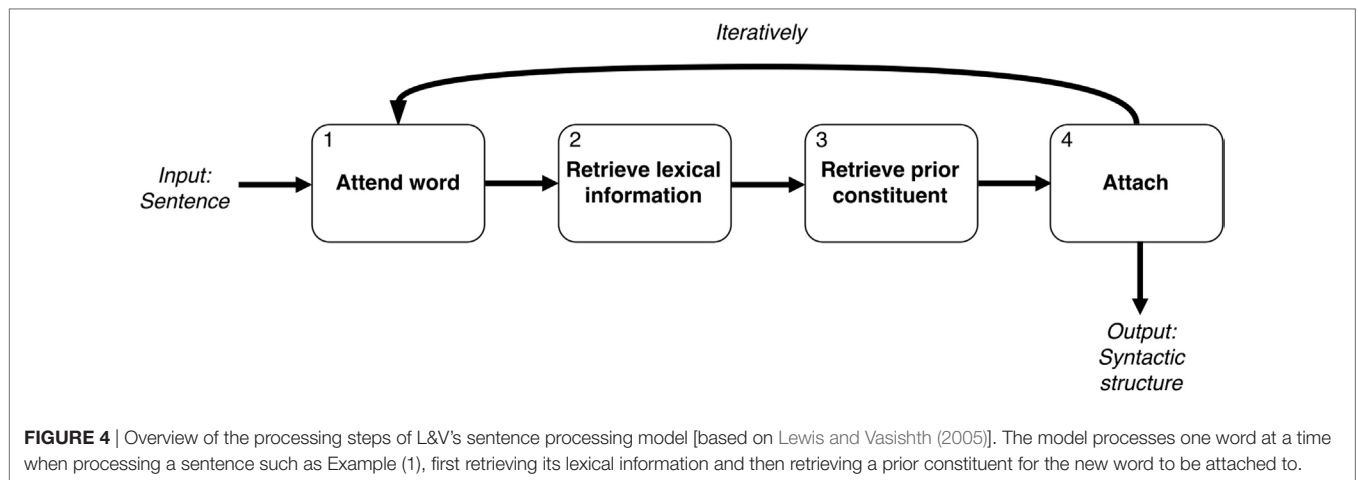 Iteratively
Input:
Sentence
1
Attend word
2
Retrieve lexical
information
3
Retrieve prior
constituent
4
Attach
Output:
Syntactic
structure
FIGURE 4 | Overview of the processing steps of L&V’s sentence processing model [based on Lewis and Vasishth (2005)]. The model processes one word at a time
when processing a sentence such as Example (1), first retrieving its lexical information and then retrieving a prior constituent for the new word to be attached to.